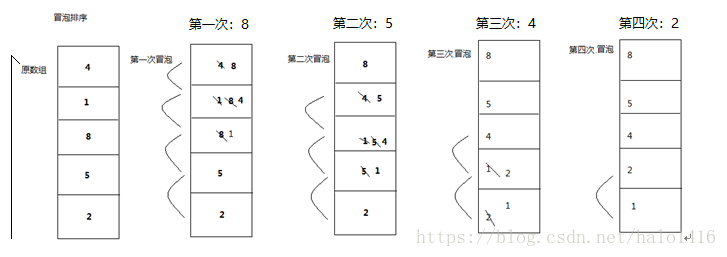 冒泡排序
第一次：8
第二次：5
第三次：4
第四次：2
原数组
4
1
8
5
2
第一次冒泡
4 8
1 8 4
8 1
5
2
第二次冒泡
8
4 5
1 5 4
5 1
2
第三次冒泡
8
5
4
1 2
1
2
第四次 冒泡
8
5
4
2
1
https://blog.csdn.net/halo1416